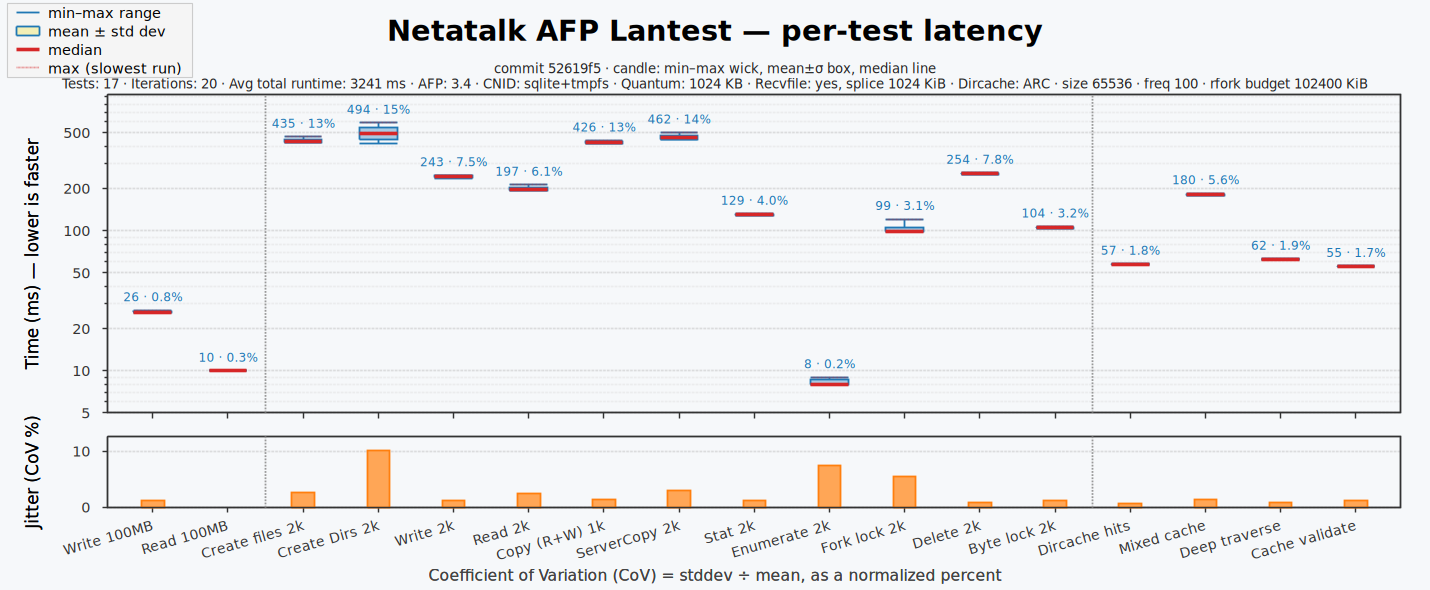 min–max range
mean ± std dev
median
max (slowest run)
Netatalk AFP Lantest — per-test latency
commit 52619f5 · candle: min–max wick, mean±σ box, median line
Tests: 17 · Iterations: 20 · Avg total runtime: 3241 ms · AFP: 3.4 · CNID: sqlite+tmpfs · Quantum: 1024 KB · Recvfile: yes, splice 1024 KiB · Dircache: ARC · size 65536 · freq 100 · rfork budget 102400 KiB
Time (ms) — lower is faster
500
200
100
50
20
10
5
26 · 0.8%
10 · 0.3%
435 · 13%
494 · 15%
243 · 7.5%
197 · 6.1%
426 · 13%
462 · 14%
129 · 4.0%
8 · 0.2%
99 · 3.1%
254 · 7.8%
104 · 3.2%
57 · 1.8%
180 · 5.6%
62 · 1.9%
55 · 1.7%
Jitter (CoV %)
10
0
Write 100MB
Read 100MB
Create files 2k
Create Dirs 2k
Write 2k
Read 2k
Copy (R+W) 1k
ServerCopy 2k
Stat 2k
Enumerate 2k
Fork lock 2k
Delete 2k
Byte lock 2k
Dircache hits
Mixed cache
Deep traverse
Cache validate
Coefficient of Variation (CoV) = stddev ÷ mean, as a normalized percent